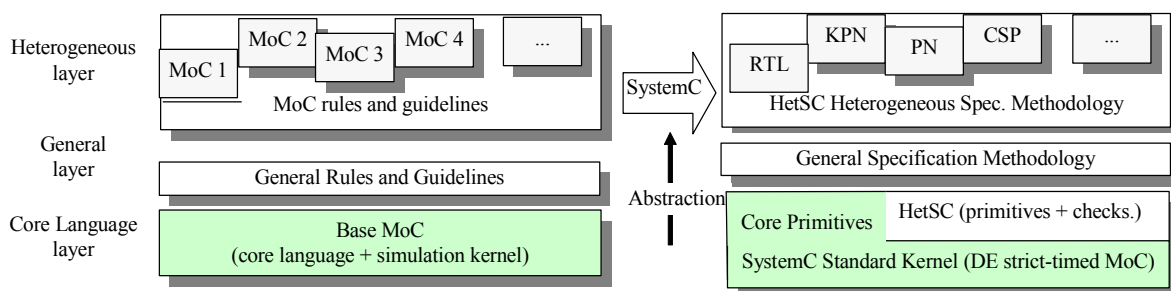 Heterogeneous
layer
MoC 1
MoC 2
MoC 3
MoC 4
...
MoC rules and guidelines
General
layer
General Rules and Guidelines
Core Language
layer
Base MoC
(core language + simulation kernel)
SystemC
Abstraction
RTL
KPN
PN
CSP
...
HetSC Heterogeneous Spec. Methodology
General Specification Methodology
Core Primitives
HetSC (primitives + checks.)
SystemC Standard Kernel (DE strict-timed MoC)